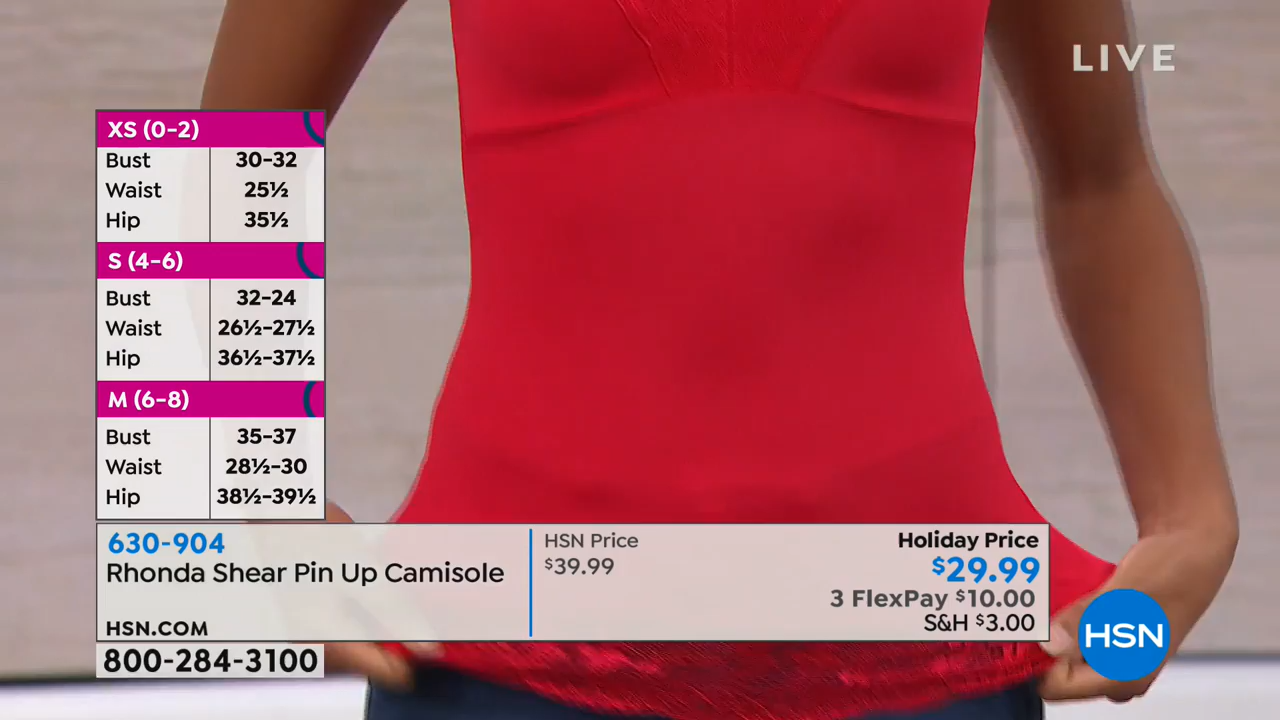 LIVE
XS (0-2)
Bust 30-32
Waist 25½
Hip 35½
S (4-6)
Bust 32-24
Waist 26½-27½
Hip 36½-37½
M (6-8)
Bust 35-37
Waist 28½-30
Hip 38½-39½
630-904
Rhonda Shear Pin Up Camisole
HSN.COM
800-284-3100
HSN Price
$39.99
Holiday Price
$29.99
3 FlexPay $10.00
S&H $3.00
HSN